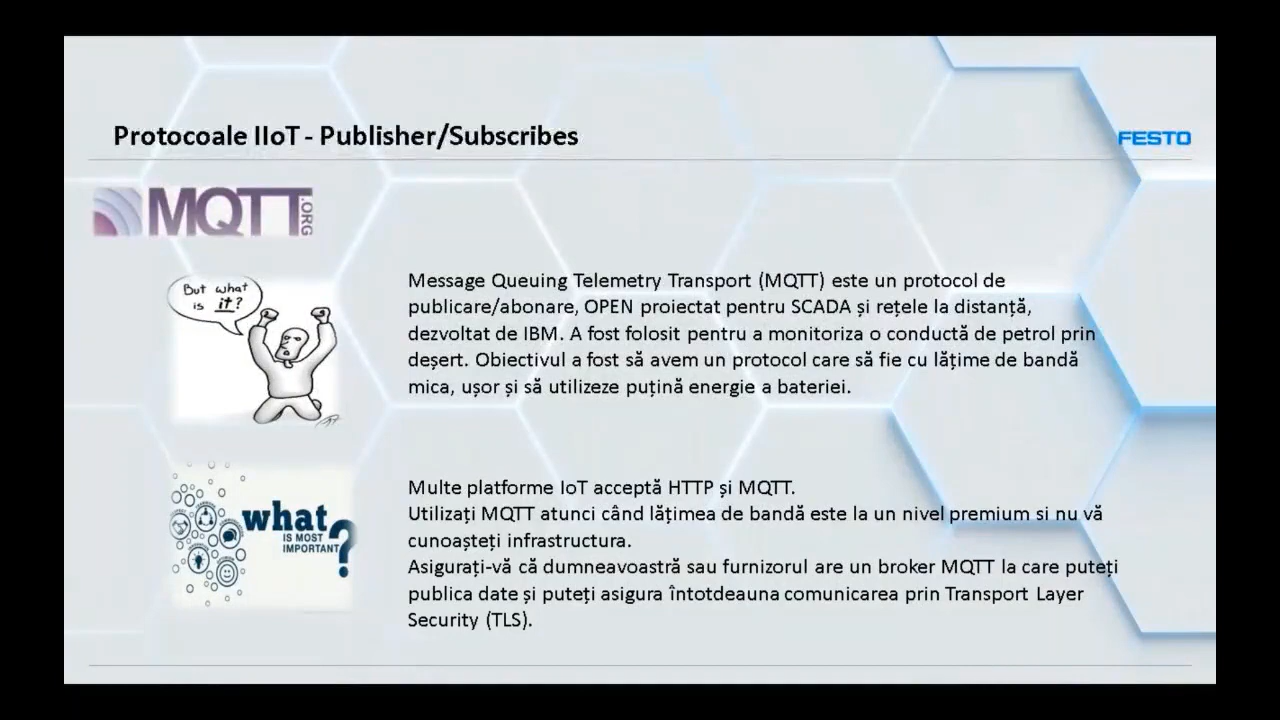 Protocoale IIoT - Publisher/Subscribes
FESTO
MQTT.ORG
But what
is it?
Message Queuing Telemetry Transport (MQTT) este un protocol de
publicare/abonare, OPEN proiectat pentru SCADA și rețele la distanță,
dezvoltat de IBM. A fost folosit pentru a monitoriza o conductă de petrol prin
deșert. Obiectivul a fost să avem un protocol care să fie cu lățime de bandă
mica, ușor și să utilizeze puțină energie a bateriei.
what
IS MOST
IMPORTANT
?
Multe platforme IoT acceptă HTTP și MQTT.
Utilizați MQTT atunci când lățimea de bandă este la un nivel premium si nu vă
cunoașteți infrastructura.
Asigurați-vă că dumneavoastră sau furnizorul are un broker MQTT la care puteți
publica date și puteți asigura întotdeauna comunicarea prin Transport Layer
Security (TLS).